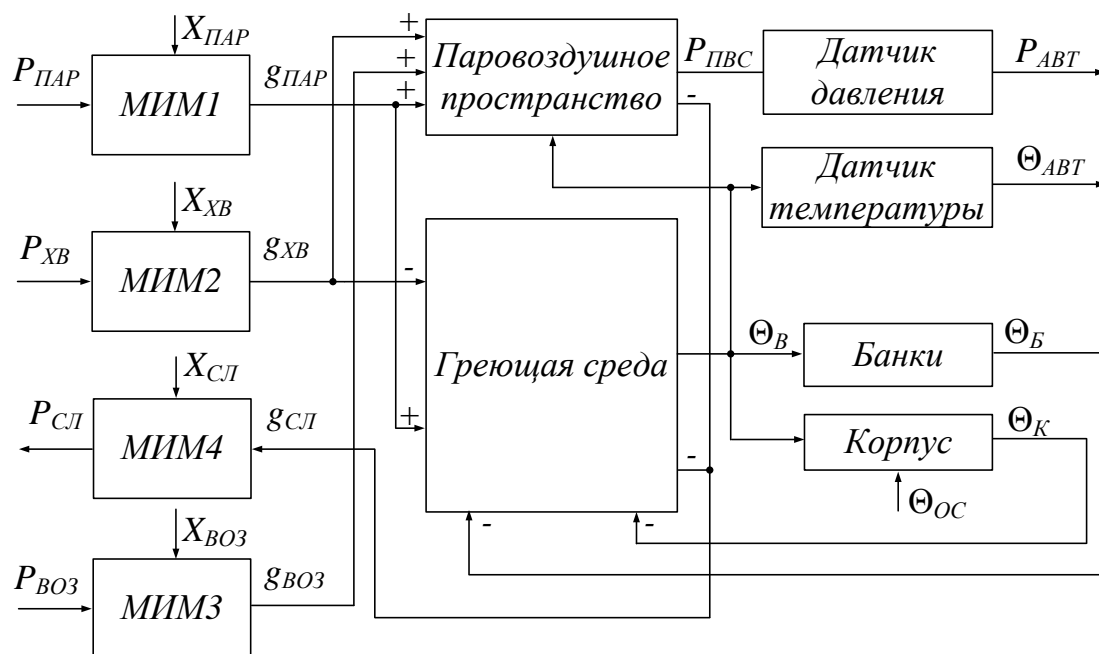 X_ПАР
P_ПАР
МИМ1
g_ПАР
+
+
+
Паровоздушное
пространство
P_ПВС
-
Датчик
давления
P_АВТ
Датчик
температуры
Θ_АВТ
X_ХВ
P_ХВ
МИМ2
g_ХВ
-
Греющая среда
+
-
-
-
Θ_В
Банки
Θ_Б
Корпус
Θ_К
Θ_ОС
X_СЛ
P_СЛ
МИМ4
g_СЛ
X_ВОЗ
P_ВОЗ
МИМ3
g_ВОЗ